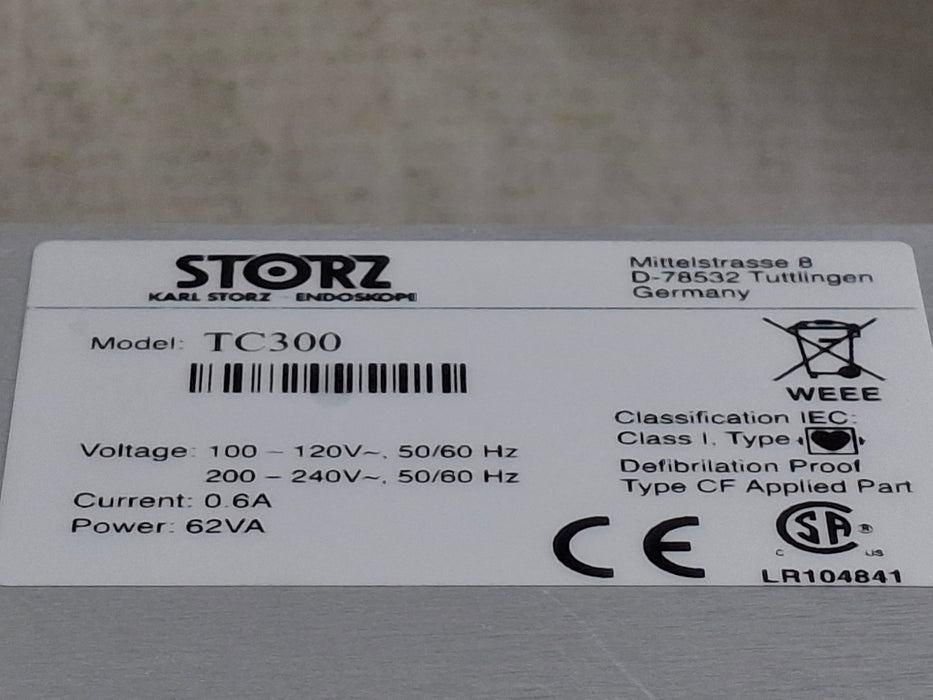 STORZ
KARL STORZ - ENDOSKOPE
Mittelstrasse 8
D-78532 Tuttlingen
Germany
Model: TC300
WEEE
Voltage: 100 – 120V~, 50/60 Hz
200 – 240V~, 50/60 Hz
Current: 0.6A
Power: 62VA
Classification IEC:
Class I, Type
Defibrilation Proof
Type CF Applied Part
CE
C SA ® US
LR104841